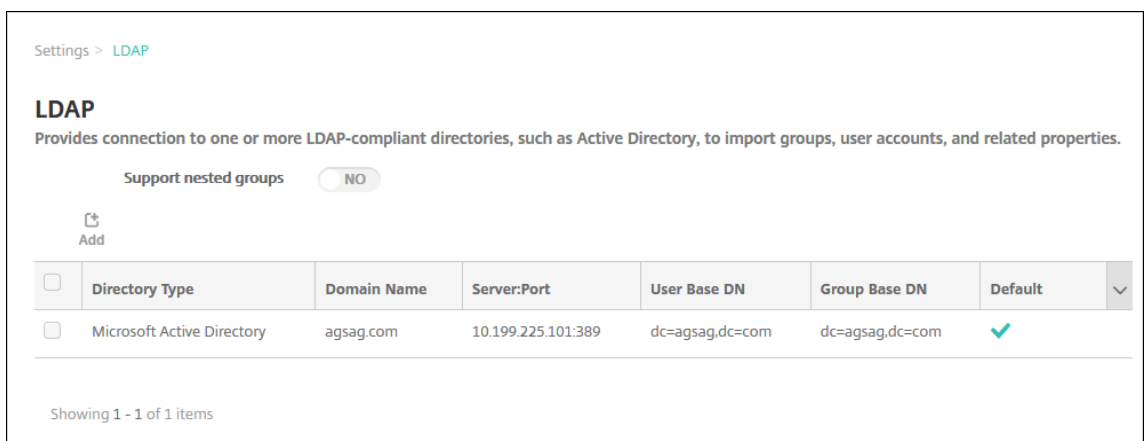 Settings > LDAP
LDAP
Provides connection to one or more LDAP-compliant directories, such as Active Directory, to import groups, user accounts, and related properties.
Support nested groups NO
Add
Directory Type Domain Name Server:Port User Base DN Group Base DN Default
Microsoft Active Directory agsag.com 10.199.225.101:389 dc=agsag,dc=com dc=agsag,dc=com
Showing 1 - 1 of 1 items